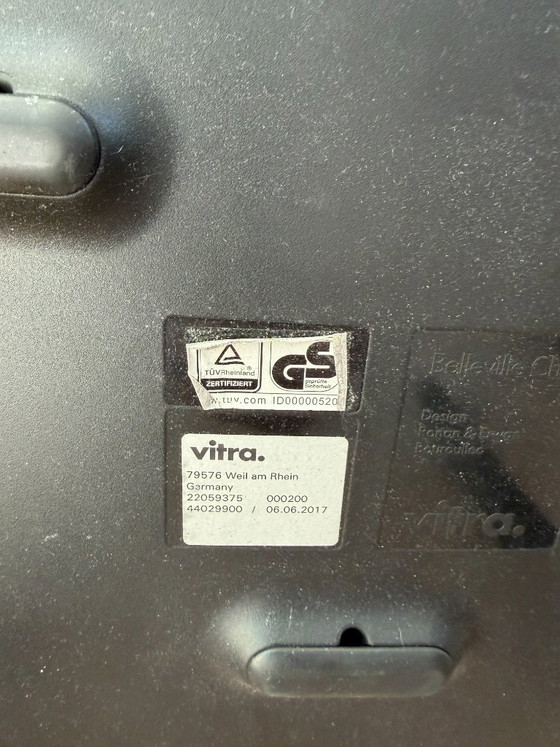 TÜVRheinland®
ZERTIFIZIERT
GS
geprüfte
Sicherheit
.tuv.com ID00000520
vitra.
79576 Weil am Rhein
Germany
22059375 000200
44029900 / 06.06.2017
Belleville Ch
Design
Ronan & Erwan
Bouroullec
vitra.